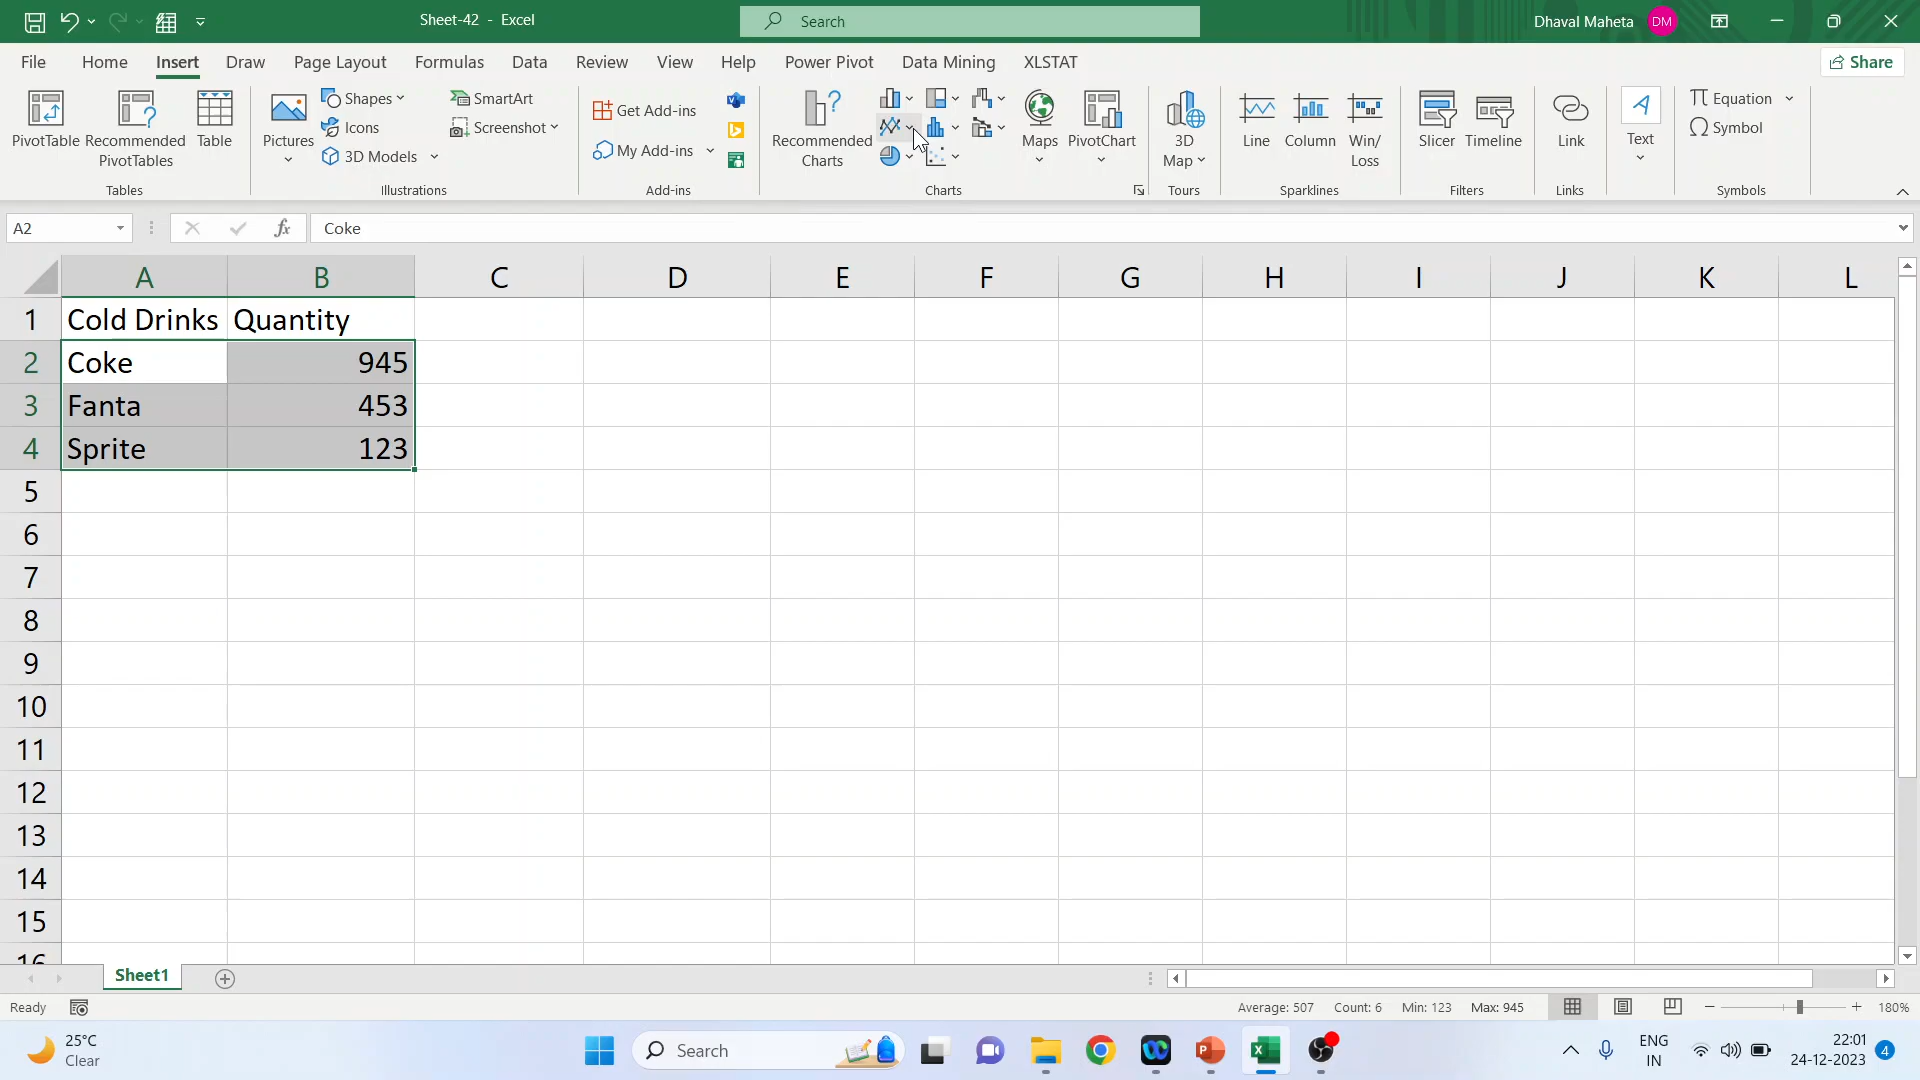 Sheet-42 - Excel
Search
Dhaval Maheta
DM
File Home Insert Draw Page Layout Formulas Data Review View Help Power Pivot Data Mining XLSTAT
Share
PivotTable
Recommended PivotTables
Table
Tables
Pictures
Shapes
Icons
3D Models
SmartArt
Screenshot
Illustrations
Get Add-ins
My Add-ins
Add-ins
Recommended Charts
Maps
PivotChart
Charts
3D Map
Tours
Line
Column
Win/ Loss
Sparklines
Slicer
Timeline
Filters
Link
Links
Text
Equation
Symbol
Symbols
A2
fx
Coke
A B C D E F G H I J K L
1 Cold Drinks Quantity
2 Coke 945
3 Fanta 453
4 Sprite 123
5
6
7
8
9
10
11
12
13
14
15
16
Sheet1
Ready
Average: 507 Count: 6 Min: 123 Max: 945
180%
25°C
Clear
Search
ENG
IN
22:01
24-12-2023
4